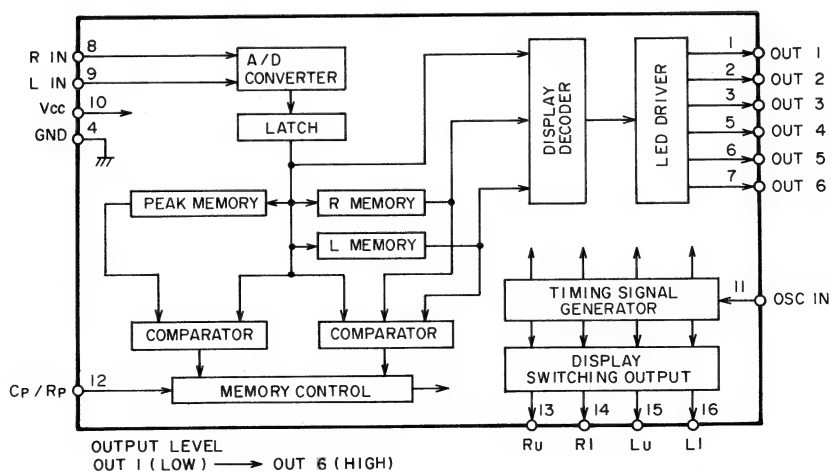 R IN 8
L IN 9
Vcc 10
GND 4
A/D CONVERTER
LATCH
PEAK MEMORY
R MEMORY
L MEMORY
COMPARATOR
COMPARATOR
CP/RP 12
MEMORY CONTROL
DISPLAY DECODER
LED DRIVER
1 OUT 1
2 OUT 2
3 OUT 3
5 OUT 4
6 OUT 5
7 OUT 6
TIMING SIGNAL GENERATOR
11 OSC IN
DISPLAY SWITCHING OUTPUT
13 14 15 16
Ru Rl Lu Ll
OUTPUT LEVEL
OUT 1 (LOW) → OUT 6 (HIGH)